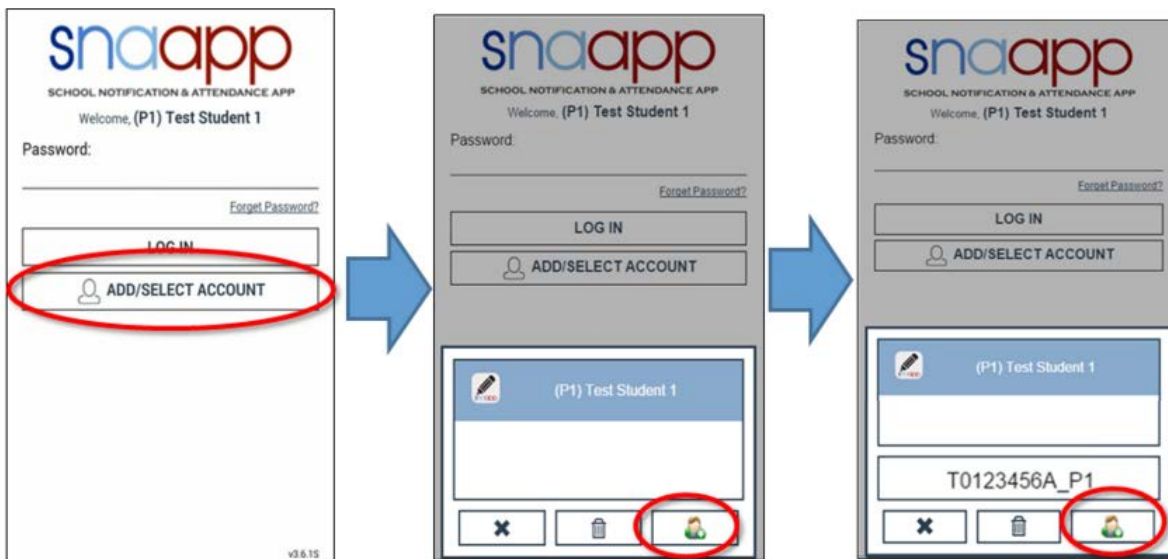 snaapp
SCHOOL NOTIFICATION & ATTENDANCE APP
Welcome, (P1) Test Student 1
Password:
Forget Password?
LOG IN
ADD/SELECT ACCOUNT
v3.6.1S
snaapp
SCHOOL NOTIFICATION & ATTENDANCE APP
Welcome, (P1) Test Student 1
Password:
Forget Password?
LOG IN
ADD/SELECT ACCOUNT
(P1) Test Student 1
snaapp
SCHOOL NOTIFICATION & ATTENDANCE APP
Welcome, (P1) Test Student 1
Password:
Forget Password?
LOG IN
ADD/SELECT ACCOUNT
(P1) Test Student 1
T0123456A_P1